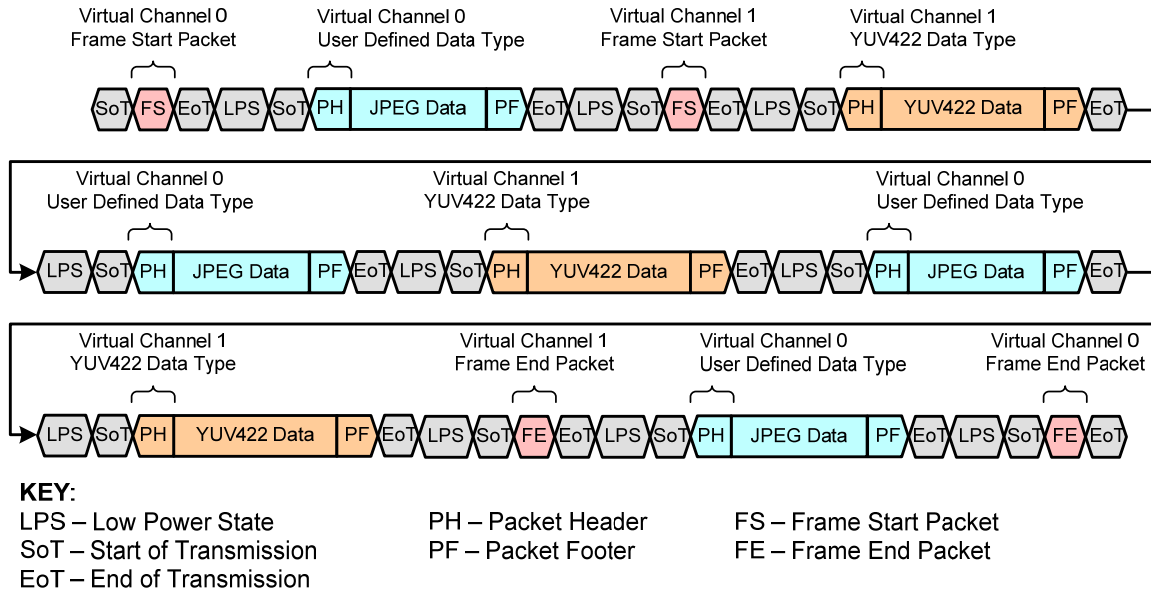 Virtual Channel 0
Frame Start Packet
Virtual Channel 0
User Defined Data Type
Virtual Channel 1
Frame Start Packet
Virtual Channel 1
YUV422 Data Type
SoT FS EoT LPS SoT PH JPEG Data PF EoT LPS SoT FS EoT LPS SoT PH YUV422 Data PF EoT
Virtual Channel 0
User Defined Data Type
Virtual Channel 1
YUV422 Data Type
Virtual Channel 0
User Defined Data Type
LPS SoT PH JPEG Data PF EoT LPS SoT PH YUV422 Data PF EoT LPS SoT PH JPEG Data PF EoT
Virtual Channel 1
YUV422 Data Type
Virtual Channel 1
Frame End Packet
Virtual Channel 0
User Defined Data Type
Virtual Channel 0
Frame End Packet
LPS SoT PH YUV422 Data PF EoT LPS SoT FE EoT LPS SoT PH JPEG Data PF EoT LPS SoT FE EoT
KEY:
LPS – Low Power State
SoT – Start of Transmission
EoT – End of Transmission
PH – Packet Header
PF – Packet Footer
FS – Frame Start Packet
FE – Frame End Packet